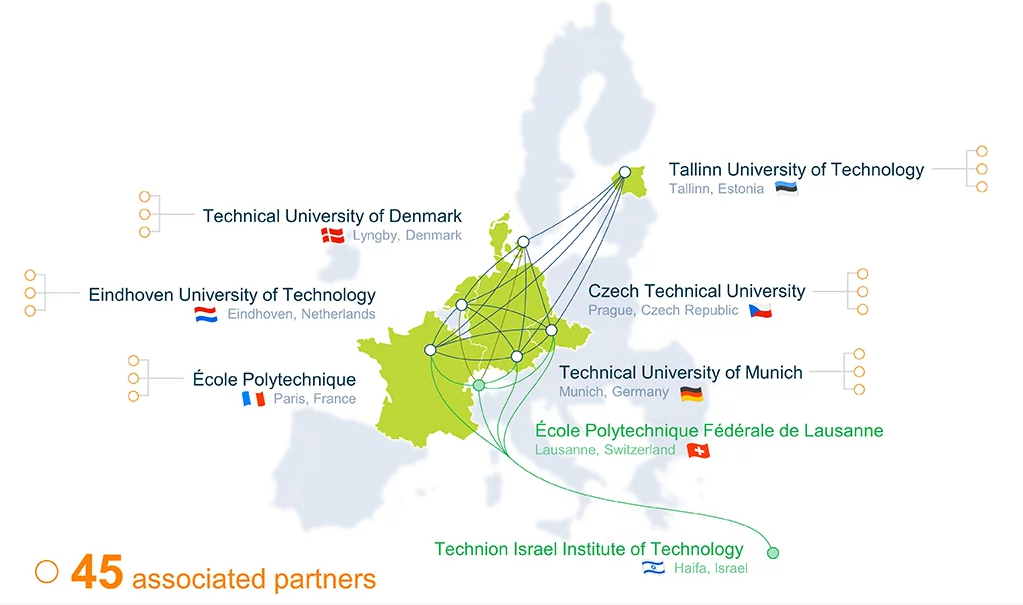 Tallinn University of Technology
Tallinn, Estonia
Technical University of Denmark
Lyngby, Denmark
Eindhoven University of Technology
Eindhoven, Netherlands
Czech Technical University
Prague, Czech Republic
École Polytechnique
Paris, France
Technical University of Munich
Munich, Germany
École Polytechnique Fédérale de Lausanne
Lausanne, Switzerland
Technion Israel Institute of Technology
Haifa, Israel
45 associated partners